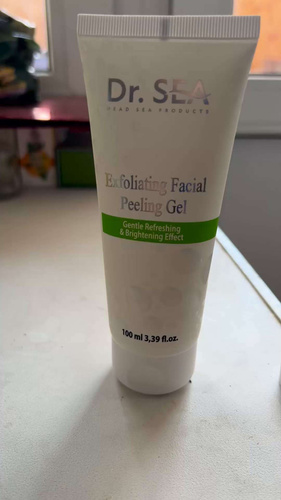 Dr. SEA
DEAD SEA PRODUCTS
Exfoliating Facial
Peeling Gel
Gentle Refreshing
& Brightening Effect
100 ml 3,39 fl.oz.